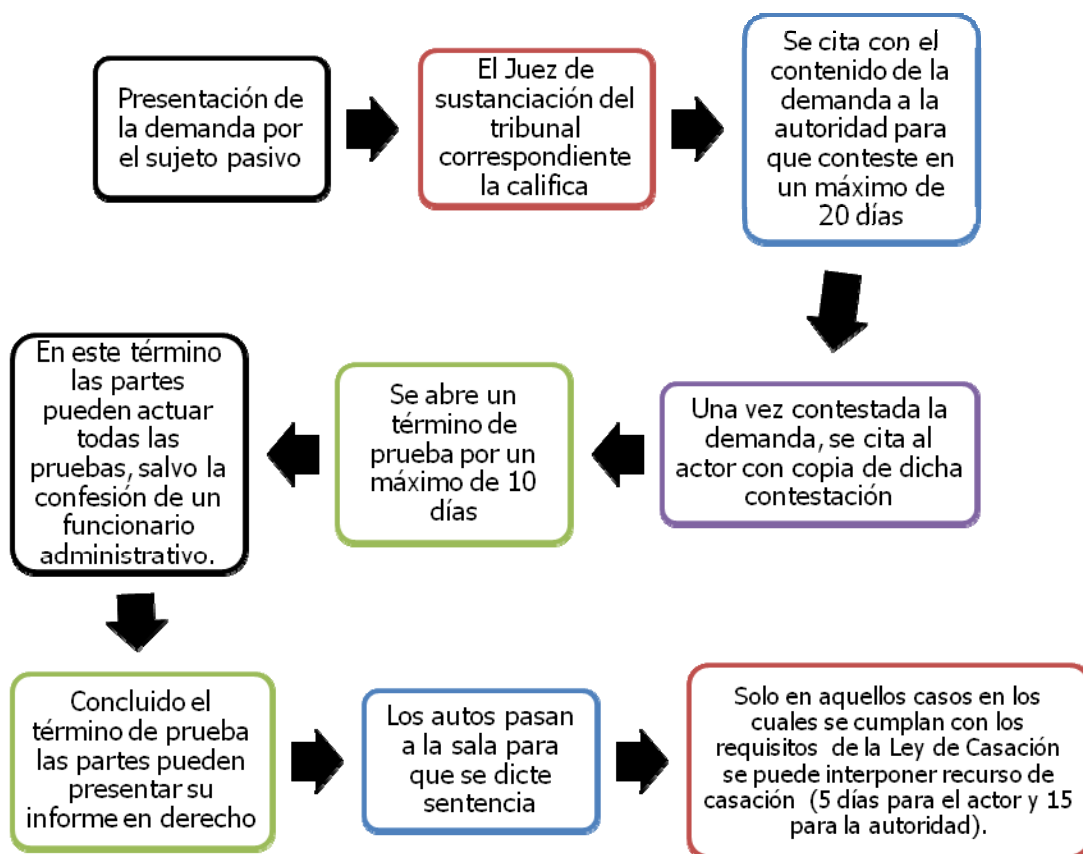 Presentación de
la demanda por
el sujeto pasivo
El Juez de
sustanciación del
tribunal
correspondiente
la califica
Se cita con el
contenido de la
demanda a la
autoridad para
que conteste en
un máximo de
20 días
Una vez contestada la
demanda, se cita al
actor con copia de dicha
contestación
Se abre un
término de
prueba por un
máximo de 10
días
En este término
las partes
pueden actuar
todas las
pruebas, salvo la
confesión de un
funcionario
administrativo.
Concluido el
término de prueba
las partes pueden
presentar su
informe en derecho
Los autos pasan
a la sala para
que se dicte
sentencia
Solo en aquellos casos en los
cuales se cumplan con los
requisitos de la Ley de Casación
se puede interponer recurso de
casación (5 días para el actor y 15
para la autoridad).